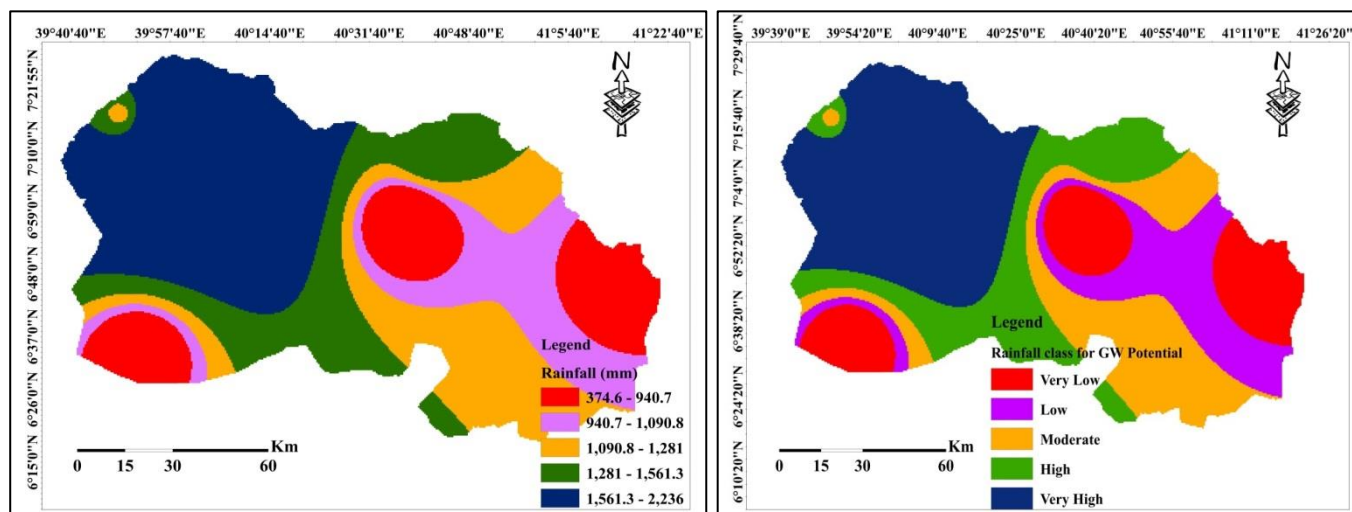 39°40'40"E 39°57'40"E 40°14'40"E 40°31'40"E 40°48'40"E 41°5'40"E 41°22'40"E
7°21'55"N
7°10'0"N
6°59'0"N
6°48'0"N
6°37'0"N
6°26'0"N
6°15'0"N
N
Legend
Rainfall (mm)
374.6 - 940.7
940.7 - 1,090.8
1,090.8 - 1,281
1,281 - 1,561.3
1,561.3 - 2,236
Km
0 15 30 60
39°39'0"E 39°54'20"E 40°9'40"E 40°25'0"E 40°40'20"E 40°55'40"E 41°11'0"E 41°26'20"E
7°29'40"N
7°15'40"N
7°4'0"N
6°52'20"N
6°38'20"N
6°24'20"N
6°10'20"N
N
Legend
Rainfall class for GW Potential
Very Low
Low
Moderate
High
Very High
Km
0 15 30 60